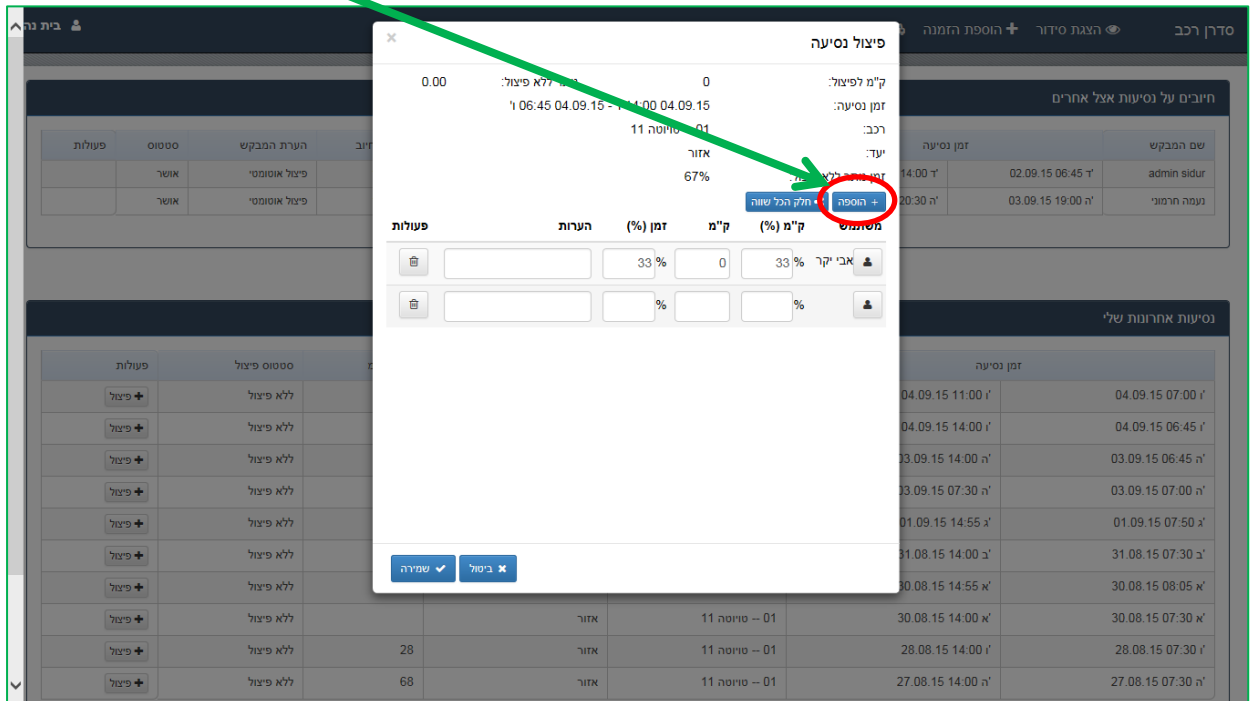 סדרן רכב הצגת סידור הוספת הזמנה
בית נה
פיצול נסיעה ×
ק"מ לפיצול: 0 ללא פיצול: 0.00
זמן נסיעה: 04.09.15 06:45 ו' - 04.09.15 14:00
רכב: 01 -- טויוטה 11
יעד: אזור
זמן נותר ללא 67%
+ הוספה חלק הכל שווה
משתמש ק"מ (%) ק"מ זמן (%) הערות פעולות
אבי יקר 33 % 0 33 %
% %
ביטול שמירה
חיובים על נסיעות אצל אחרים
שם המבקש זמן נסיעה הערת המבקש סטטוס פעולות
admin sidur ד' 02.09.15 06:45 ד' 14:00 פיצול אוטומטי אושר
נעמה חרמוני ה' 03.09.15 19:00 ה' 20:30 פיצול אוטומטי אושר
נסיעות אחרונות שלי
זמן נסיעה סטטוס פיצול פעולות
ו' 04.09.15 07:00 ו' 04.09.15 11:00 ללא פיצול פיצול
ו' 04.09.15 06:45 ו' 04.09.15 14:00 ללא פיצול פיצול
ה' 03.09.15 06:45 ה' 03.09.15 14:00 ללא פיצול פיצול
ה' 03.09.15 07:00 ה' 03.09.15 07:30 ללא פיצול פיצול
ג' 01.09.15 07:50 ג' 01.09.15 14:55 ללא פיצול פיצול
ב' 31.08.15 07:30 ב' 31.08.15 14:00 ללא פיצול פיצול
א' 30.08.15 08:05 א' 30.08.15 14:55 ללא פיצול פיצול
א' 30.08.15 07:30 א' 30.08.15 14:00 01 -- טויוטה 11 אזור ללא פיצול פיצול
ו' 28.08.15 07:30 ו' 28.08.15 14:00 01 -- טויוטה 11 אזור 28 ללא פיצול פיצול
ה' 27.08.15 07:30 ה' 27.08.15 14:00 01 -- טויוטה 11 אזור 68 ללא פיצול פיצול